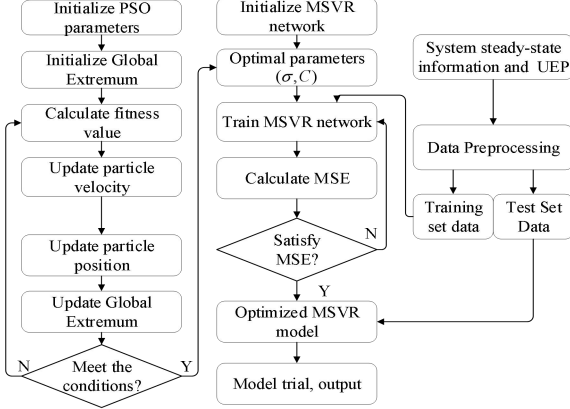 Initialize PSO
parameters
Initialize Global
Extremum
Calculate fitness
value
Update particle
velocity
Update particle
position
Update Global
Extremum
N
Meet the
conditions?
Y
Initialize MSVR
network
Optimal parameters
(σ,C)
Train MSVR network
Calculate MSE
Satisfy
MSE?
N
Y
Optimized MSVR
model
Model trial, output
System steady-state
information and UEP
Data Preprocessing
Training
set data
Test Set
Data